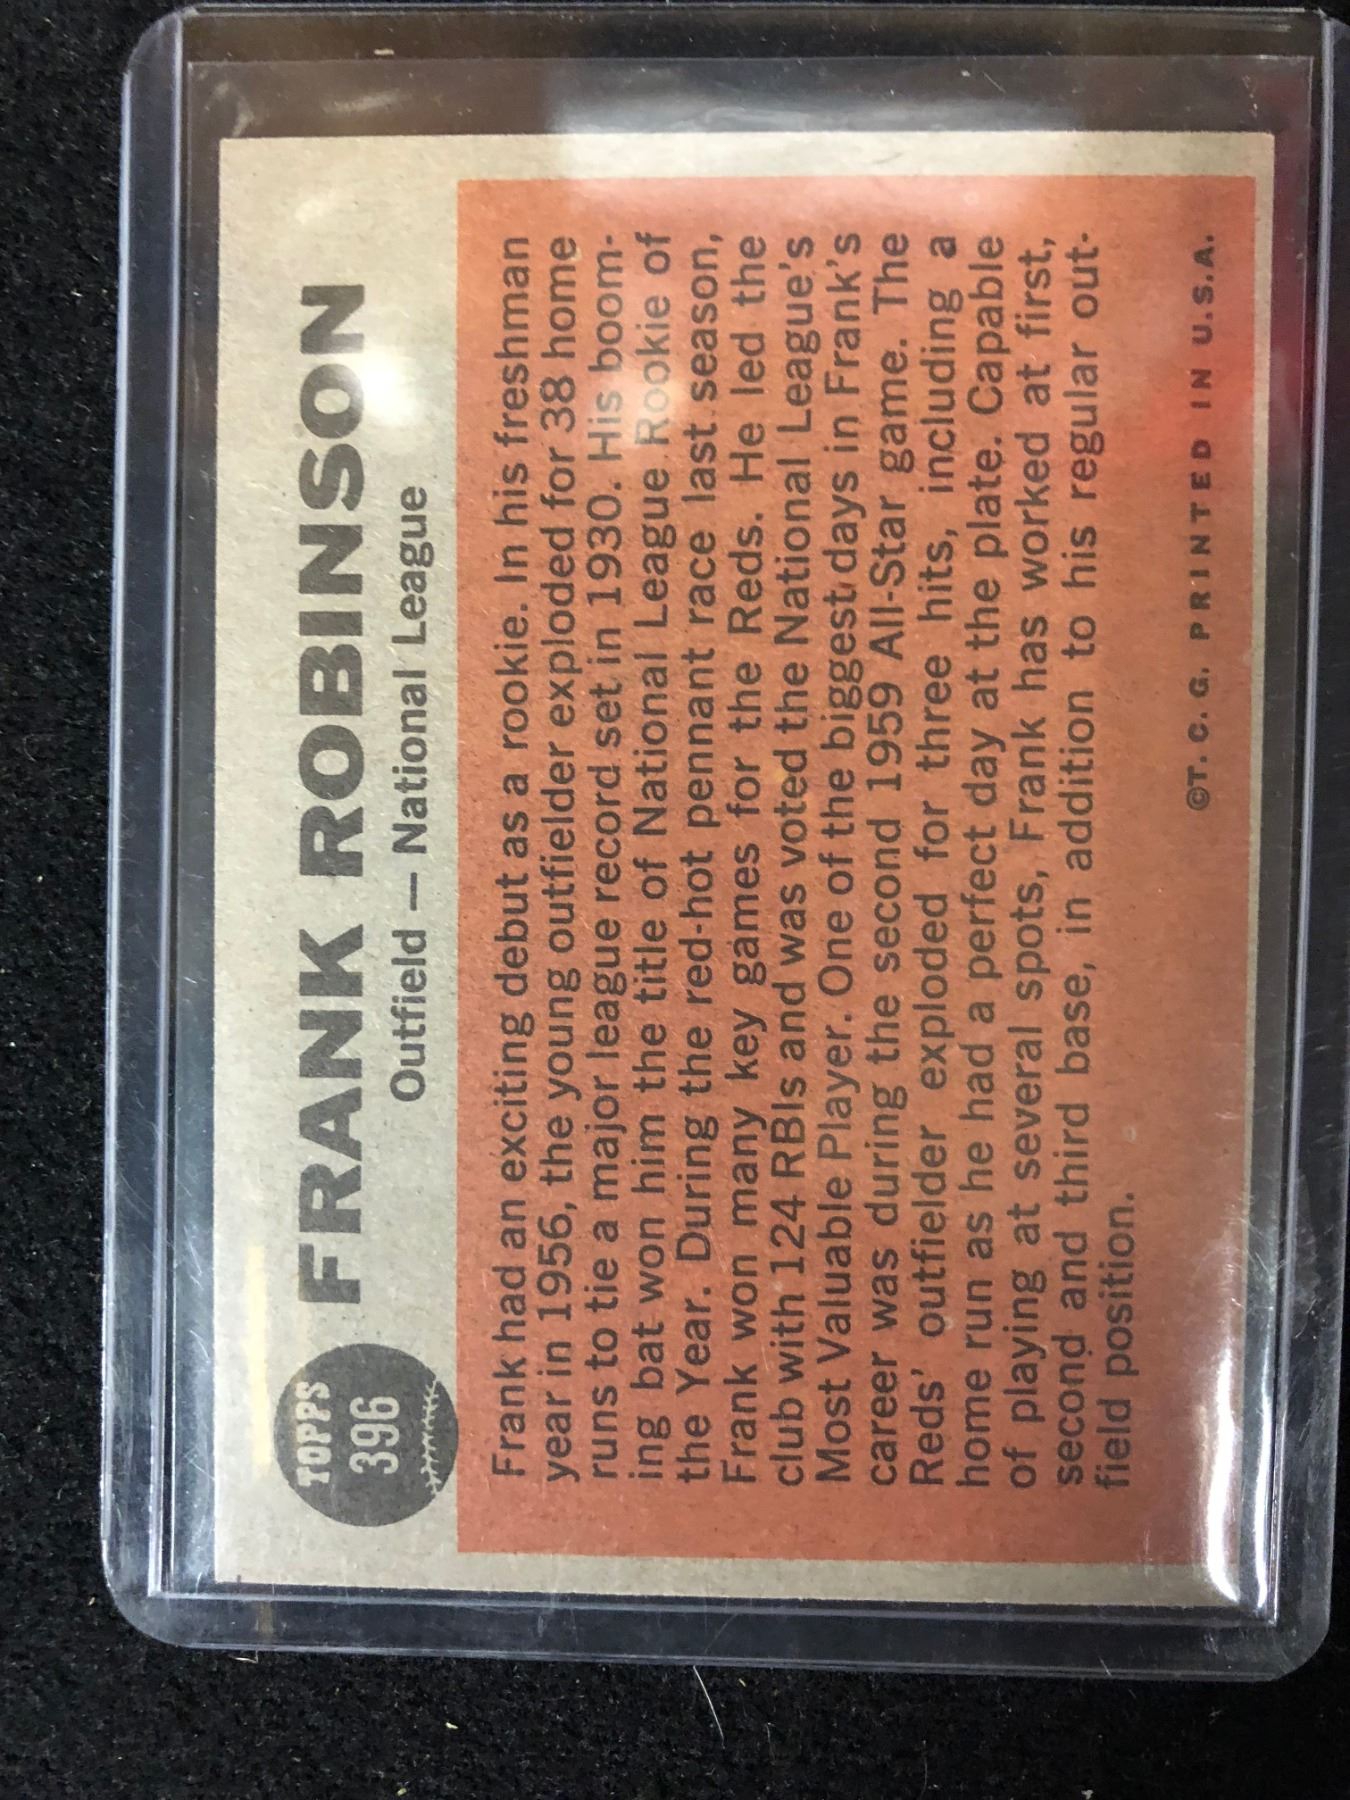 TOPPS
396
FRANK ROBINSON
Outfield — National League
Frank had an exciting debut as a rookie. In his freshman
year in 1956, the young outfielder exploded for 38 home
runs to tie a major league record set in 1930. His boom-
ing bat won him the title of National League Rookie of
the Year. During the red-hot pennant race last season,
Frank won many key games for the Reds. He led the
club with 124 RBIs and was voted the National League's
Most Valuable Player. One of the biggest days in Frank's
career was during the second 1959 All-Star game. The
Reds' outfielder exploded for three hits, including a
home run as he had a perfect day at the plate. Capable
of playing at several spots, Frank has worked at first,
second and third base, in addition to his regular out-
field position.
©T. C. G. PRINTED IN U.S.A.